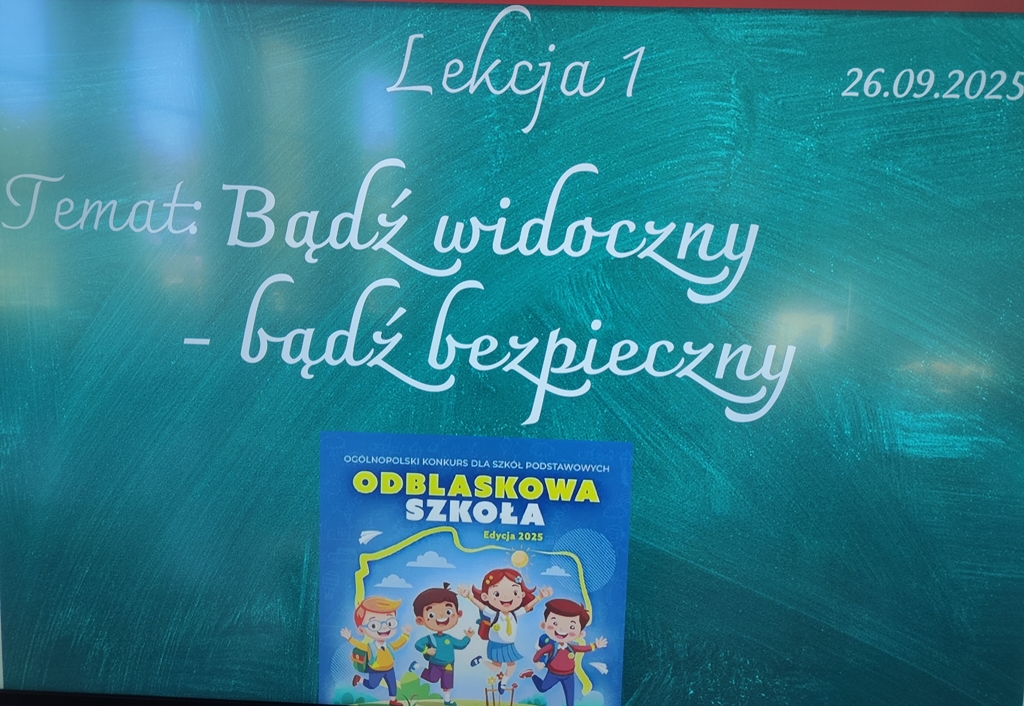 Lekcja 1
26.09.2025
Temat: Bądź widoczny
- bądź bezpieczny
OGÓLNOPOLSKI KONKURS DLA SZKÓŁ PODSTAWOWYCH
ODBLASKOWA
SZKOŁA
Edycja 2025